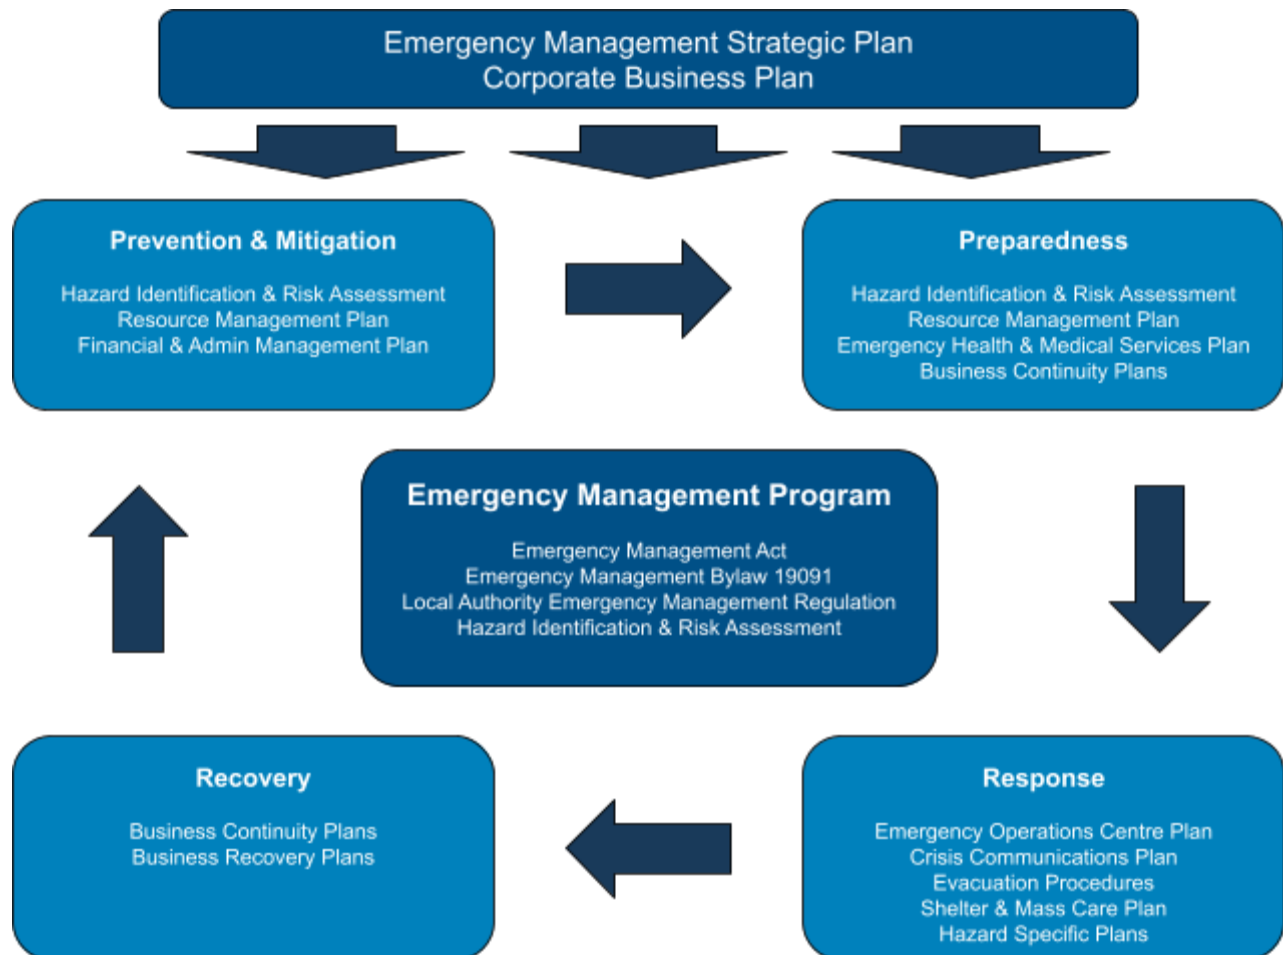 Emergency Management Strategic Plan
Corporate Business Plan
Prevention & Mitigation
Hazard Identification & Risk Assessment
Resource Management Plan
Financial & Admin Management Plan
Preparedness
Hazard Identification & Risk Assessment
Resource Management Plan
Emergency Health & Medical Services Plan
Business Continuity Plans
Emergency Management Program
Emergency Management Act
Emergency Management Bylaw 19091
Local Authority Emergency Management Regulation
Hazard Identification & Risk Assessment
Recovery
Business Continuity Plans
Business Recovery Plans
Response
Emergency Operations Centre Plan
Crisis Communications Plan
Evacuation Procedures
Shelter & Mass Care Plan
Hazard Specific Plans